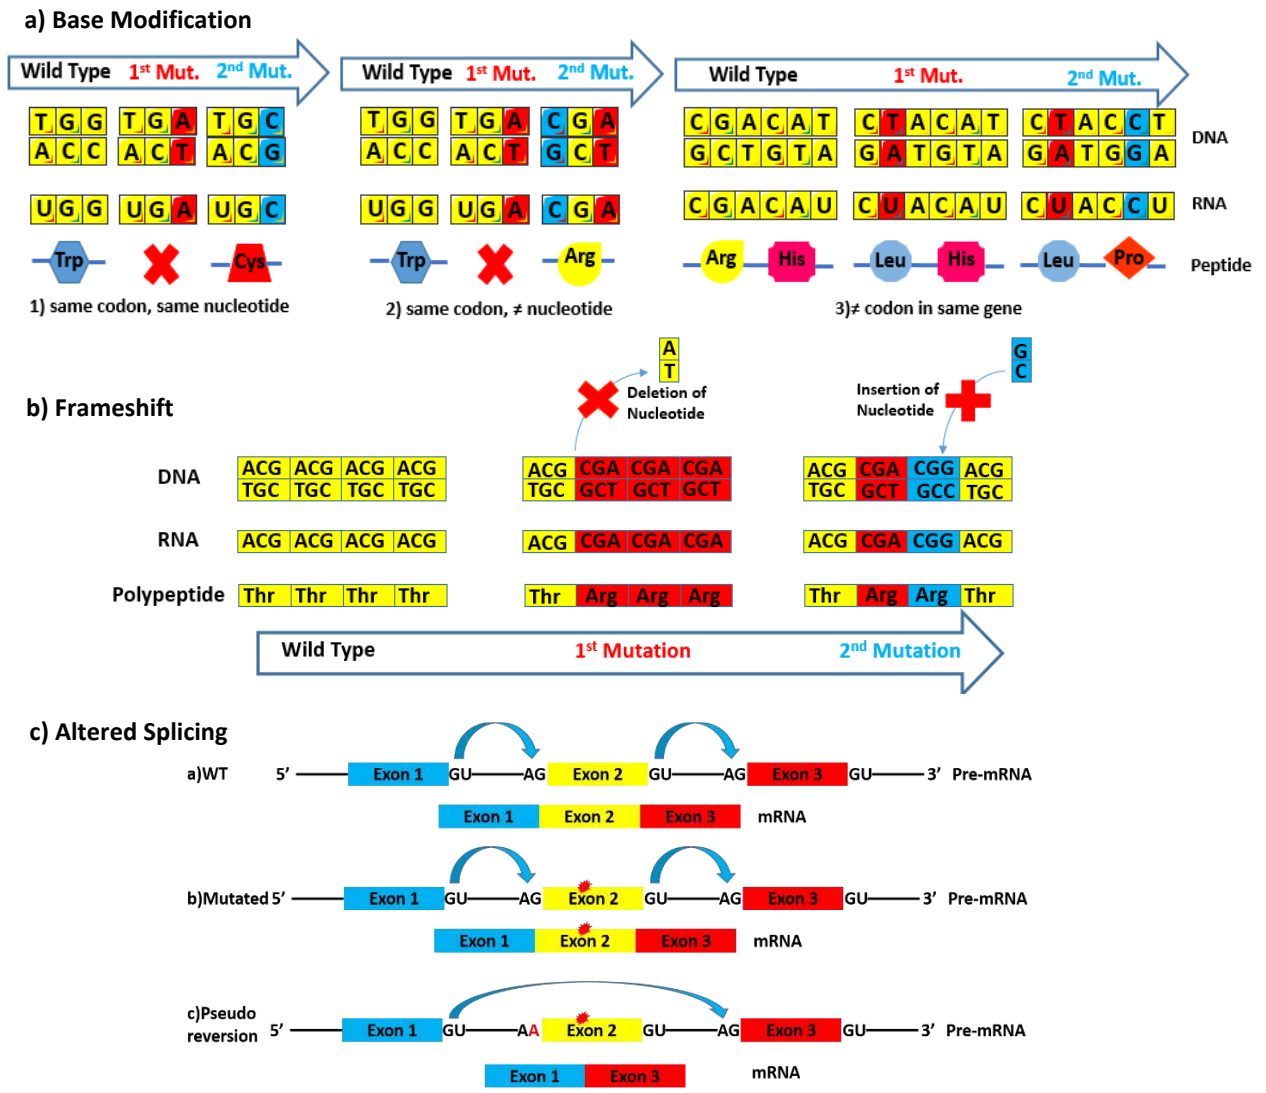 a) Base Modification
Wild Type 1st Mut. 2nd Mut.
Wild Type 1st Mut. 2nd Mut.
Wild Type 1st Mut. 2nd Mut.
TGG TGA TGC
ACC ACT ACG
UGG UGA UGC
Trp Cys
1) same codon, same nucleotide
TGG TGA CGA
ACC ACT GCT
UGG UGA CGA
Trp Arg
2) same codon, ≠ nucleotide
CGACAT CTACAT CTACCT DNA
GCTGTA GATGTA GATGGA
CGACAU CUACAU CUACCU RNA
Arg His Leu His Leu Pro Peptide
3)≠ codon in same gene
b) Frameshift
A
T
Deletion of
Nucleotide
G
C
Insertion of
Nucleotide
DNA
ACG ACG ACG ACG ACG CGA CGA CGA ACG CGA CGG ACG
TGC TGC TGC TGC TGC GCT GCT GCT TGC GCT GCC TGC
RNA ACG ACG ACG ACG ACG CGA CGA CGA ACG CGA CGG ACG
Polypeptide Thr Thr Thr Thr Thr Arg Arg Arg Thr Arg Arg Thr
Wild Type 1st Mutation 2nd Mutation
c) Altered Splicing
a)WT 5’ Exon 1 GU AG Exon 2 GU AG Exon 3 GU 3’ Pre-mRNA
Exon 1 Exon 2 Exon 3 mRNA
b)Mutated 5’ Exon 1 GU AG Exon 2 GU AG Exon 3 GU 3’ Pre-mRNA
Exon 1 Exon 2 Exon 3 mRNA
c)Pseudo
reversion 5’ Exon 1 GU AA Exon 2 GU AG Exon 3 GU 3’ Pre-mRNA
Exon 1 Exon 3 mRNA